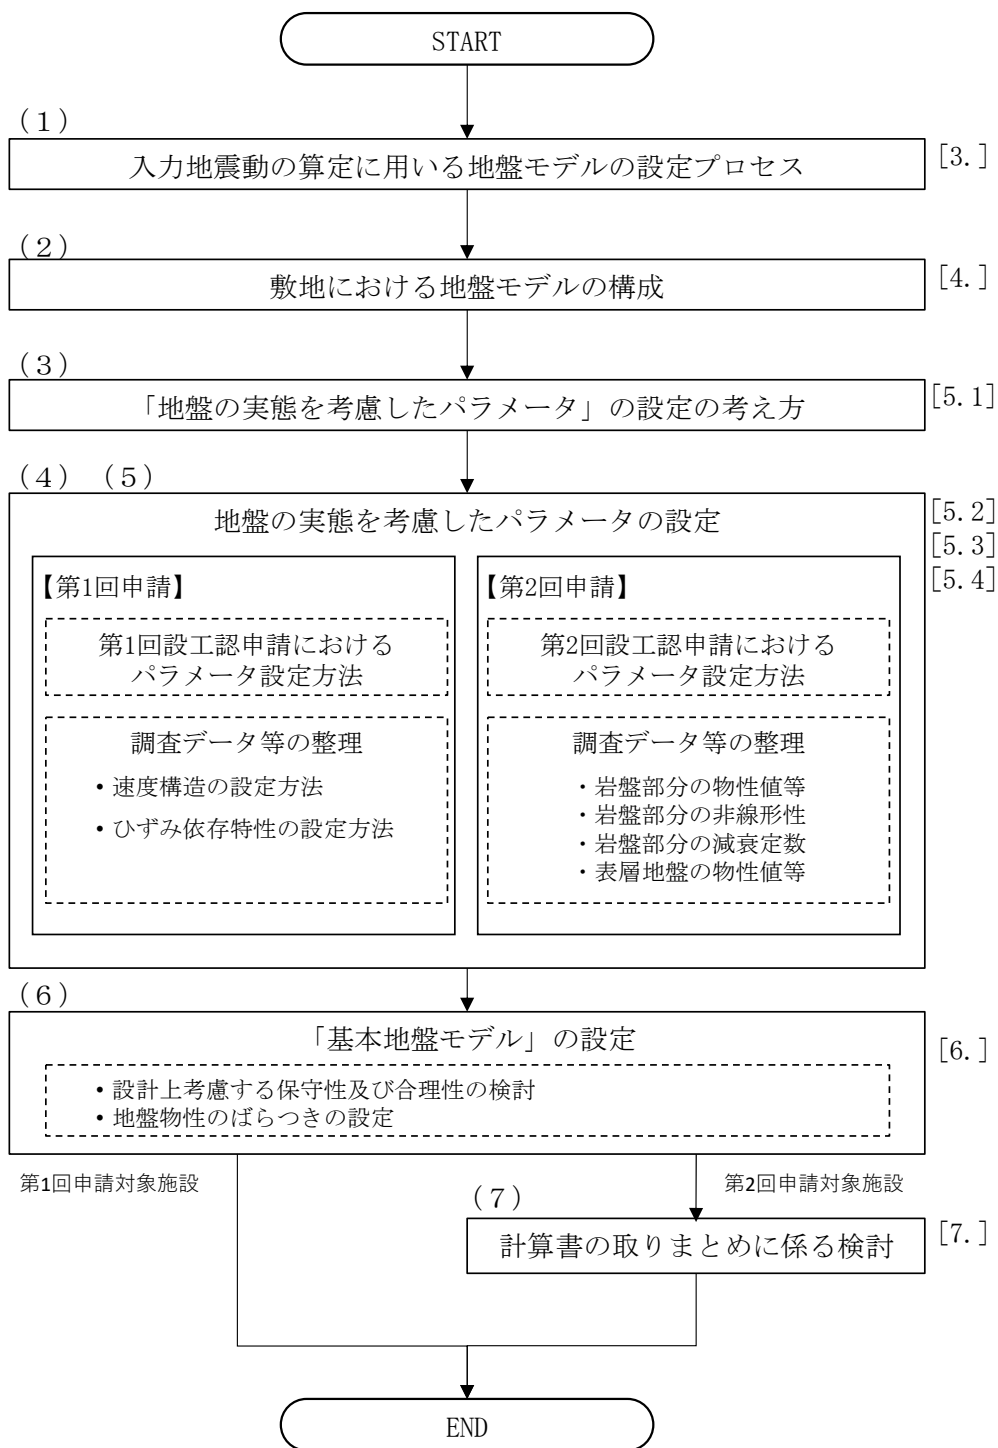 START
(1)
入力地震動の算定に用いる地盤モデルの設定プロセス
[3.]
(2)
敷地における地盤モデルの構成
[4.]
(3)
「地盤の実態を考慮したパラメータ」の設定の考え方
[5.1]
(4) (5)
地盤の実態を考慮したパラメータの設定
[5.2]
[5.3]
[5.4]
【第1回申請】
第1回設工認申請における
パラメータ設定方法
調査データ等の整理
・速度構造の設定方法
・ひずみ依存特性の設定方法
【第2回申請】
第2回設工認申請における
パラメータ設定方法
調査データ等の整理
・岩盤部分の物性値等
・岩盤部分の非線形性
・岩盤部分の減衰定数
・表層地盤の物性値等
(6)
「基本地盤モデル」の設定
[6.]
・設計上考慮する保守性及び合理性の検討
・地盤物性のばらつきの設定
第1回申請対象施設
第2回申請対象施設
(7)
計算書の取りまとめに係る検討
[7.]
END